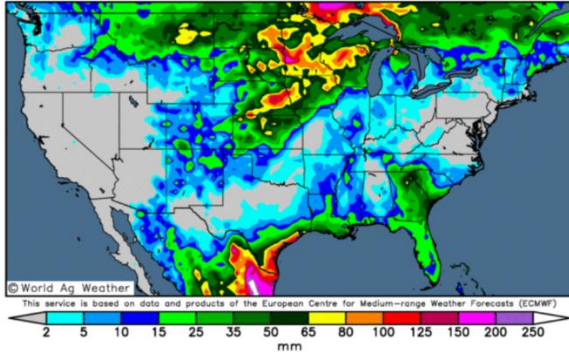 © World Ag Weather
This service is based on data and products of the European Centre for Medium-range Weather Forecasts (ECMWF)
2 5 10 15 25 35 50 65 80 100 125 150 200 250
mm